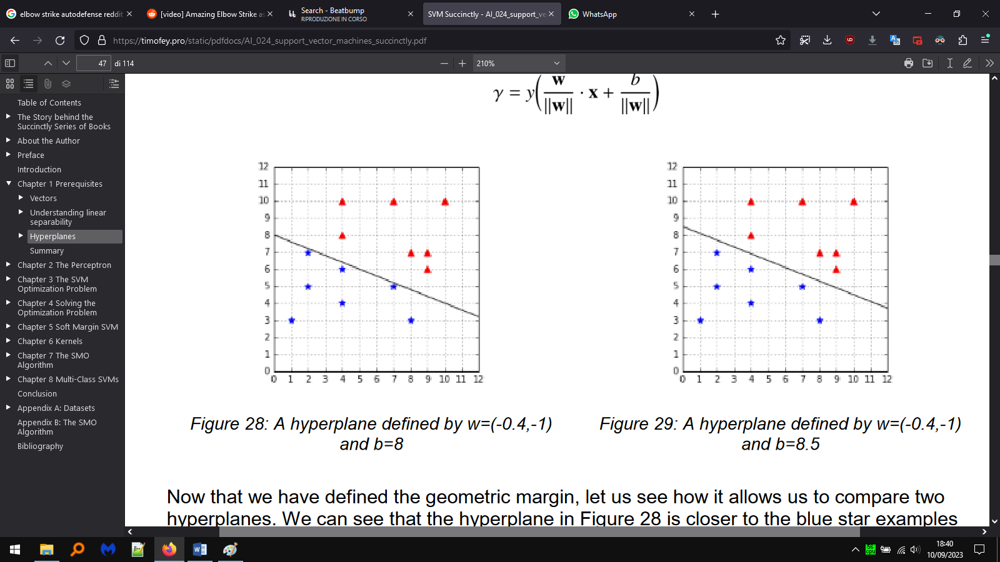 elbow strike autodefense reddit
[video] Amazing Elbow Strike as
Search - Beatbump
RIPRODUZIONE IN CORSO
SVM Succinctly - AI_024_support_ve
WhatsApp
https://timofey.pro/static/pdfdocs/AI_024_support_vector_machines_succinctly.pdf
47 di 114
210%
Table of Contents
The Story behind the
Succinctly Series of Books
About the Author
Preface
Introduction
Chapter 1 Prerequisites
Vectors
Understanding linear
separability
Hyperplanes
Summary
Chapter 2 The Perceptron
Chapter 3 The SVM
Optimization Problem
Chapter 4 Solving the
Optimization Problem
Chapter 5 Soft Margin SVM
Chapter 6 Kernels
Chapter 7 The SMO
Algorithm
Chapter 8 Multi-Class SVMs
Conclusion
Appendix A: Datasets
Appendix B: The SMO
Algorithm
Bibliography
γ = y(w/||w|| · x + b/||w||)
12
11
10
9
8
7
6
5
4
3
2
1
0
0 1 2 3 4 5 6 7 8 9 10 11 12
12
11
10
9
8
7
6
5
4
3
2
1
0
0 1 2 3 4 5 6 7 8 9 10 11 12
Figure 28: A hyperplane defined by w=(-0.4,-1)
and b=8
Figure 29: A hyperplane defined by w=(-0.4,-1)
and b=8.5
Now that we have defined the geometric margin, let us see how it allows us to compare two
hyperplanes. We can see that the hyperplane in Figure 28 is closer to the blue star examples
18:40
10/09/2023